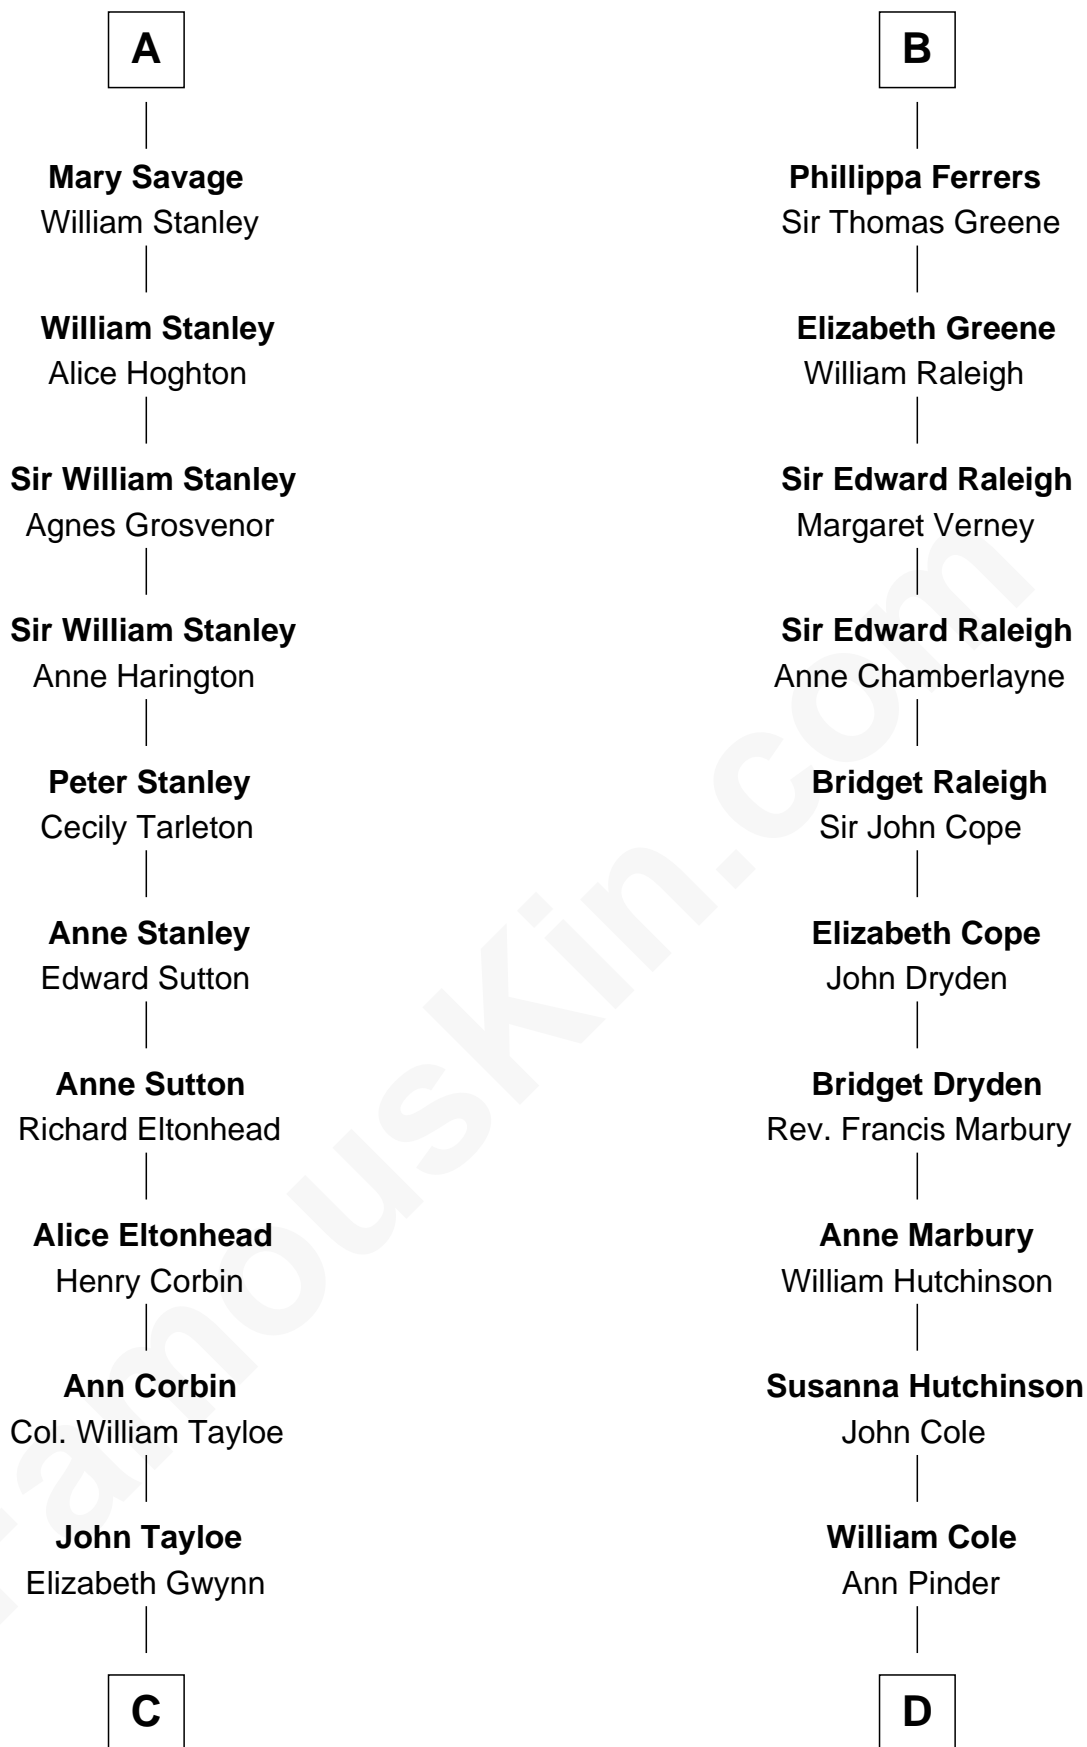 A
Mary Savage
William Stanley
William Stanley
Alice Hoghton
Sir William Stanley
Agnes Grosvenor
Sir William Stanley
Anne Harington
Peter Stanley
Cecily Tarleton
Anne Stanley
Edward Sutton
Anne Sutton
Richard Eltonhead
Alice Eltonhead
Henry Corbin
Ann Corbin
Col. William Tayloe
John Tayloe
Elizabeth Gwynn
C
B
Phillippa Ferrers
Sir Thomas Greene
Elizabeth Greene
William Raleigh
Sir Edward Raleigh
Margaret Verney
Sir Edward Raleigh
Anne Chamberlayne
Bridget Raleigh
Sir John Cope
Elizabeth Cope
John Dryden
Bridget Dryden
Rev. Francis Marbury
Anne Marbury
William Hutchinson
Susanna Hutchinson
John Cole
William Cole
Ann Pinder
D
FamousKin.com